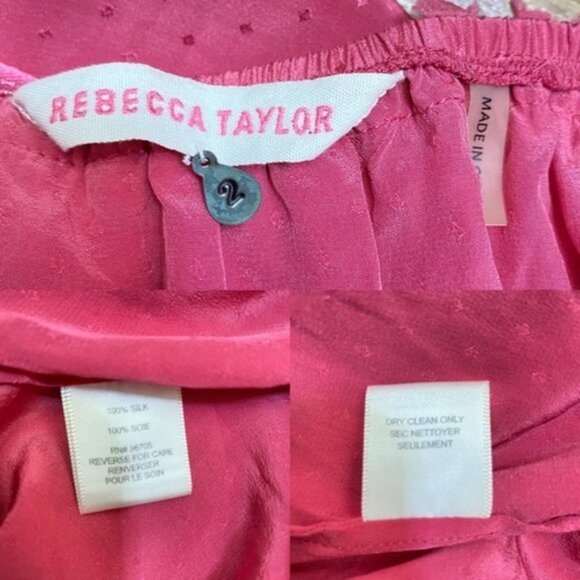 REBECCA TAYLOR
2
MADE IN
100% SILK
100% SOIE
RN# 96705
REVERSE FOR CARE
RENVERSER
POUR LE SOIN
DRY CLEAN ONLY
SEC NETTOYER
SEULEMENT